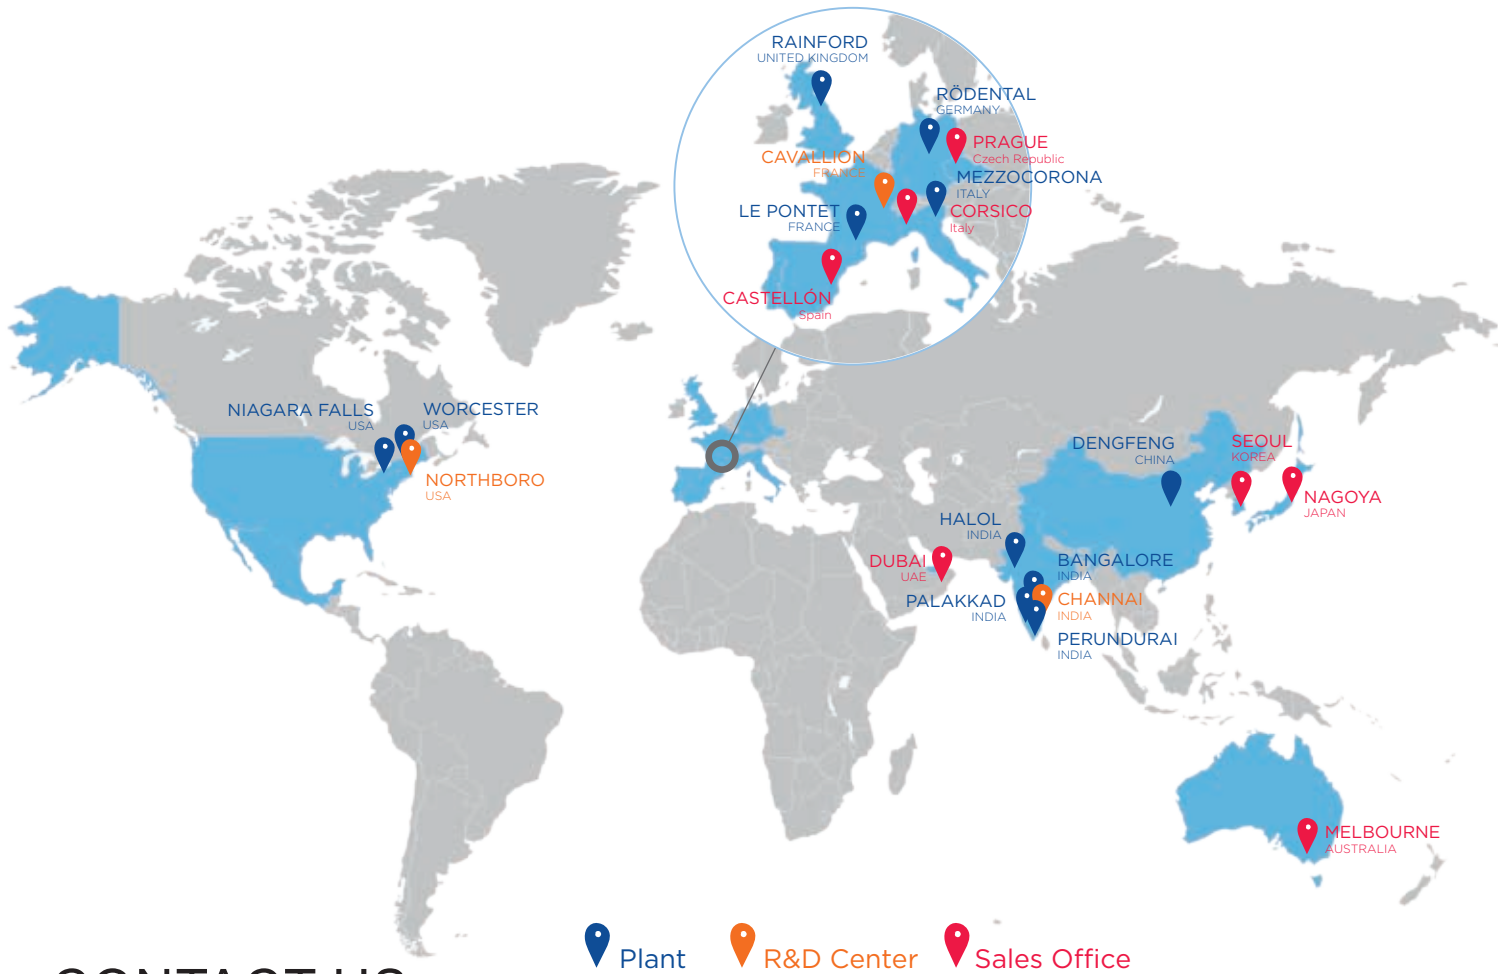 RAINFORD
UNITED KINGDOM
RÖDENTAL
GERMANY
PRAGUE
Czech Republic
CAVALLION
FRANCE
MEZZOCORONA
ITALY
LE PONTET
FRANCE
CORSICO
Italy
CASTELLÓN
Spain
NIAGARA FALLS
USA
WORCESTER
USA
NORTHBORO
USA
DENGFENG
CHINA
SEOUL
KOREA
NAGOYA
JAPAN
HALOL
INDIA
DUBAI
UAE
BANGALORE
INDIA
PALAKKAD
INDIA
CHANNAI
INDIA
PERUNDURAI
INDIA
MELBOURNE
AUSTRALIA
Plant
R&D Center
Sales Office
CONTACT US